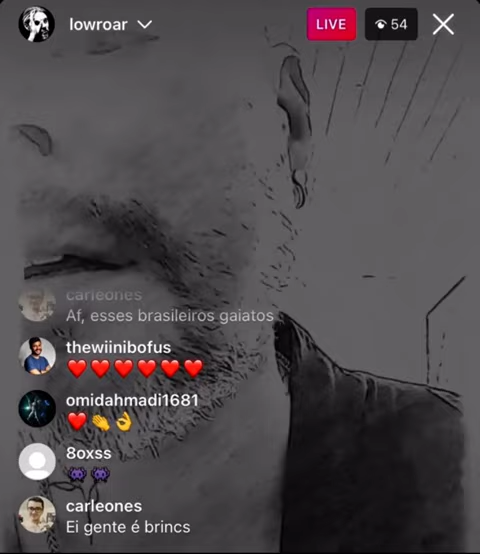 lowroar
LIVE
54
carleones
Af, esses brasileiros gaiatos
thewiinibofus
❤️❤️❤️❤️❤️❤️
omidahmadi1681
❤️👏👌
8oxss
👾👾
carleones
Ei gente é brincs